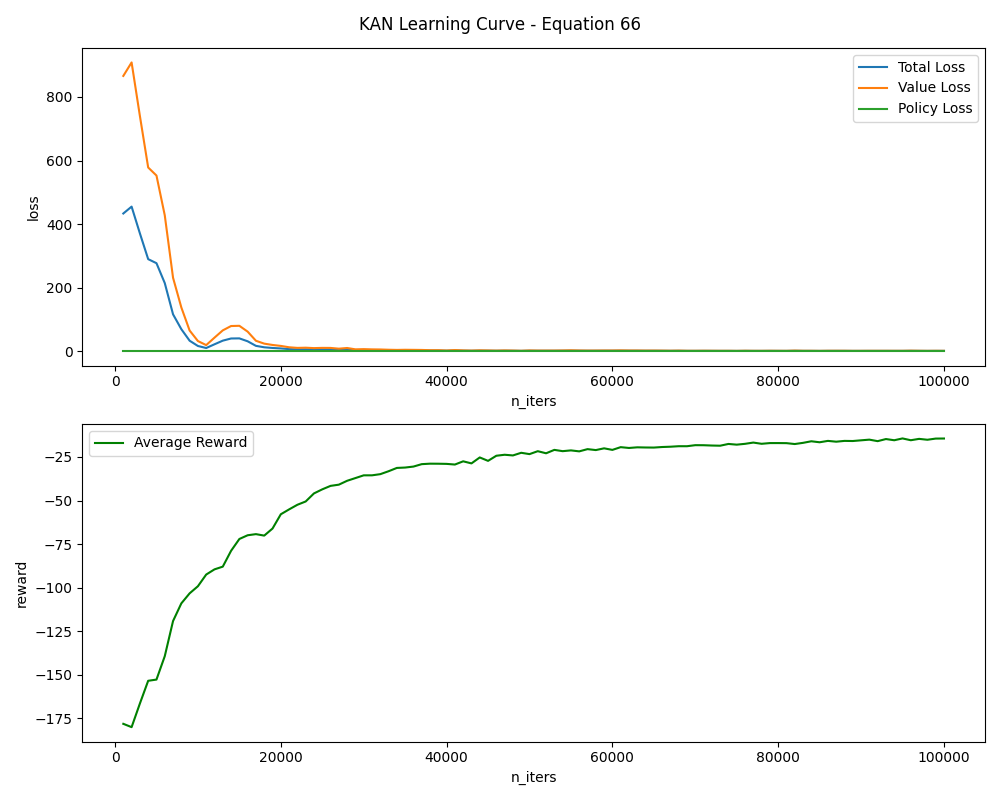 KAN Learning Curve - Equation 66
Total Loss
Value Loss
Policy Loss
800
600
400
200
0
loss
0 20000 40000 60000 80000 100000
n_iters
Average Reward
−25
−50
−75
−100
−125
−150
−175
reward
0 20000 40000 60000 80000 100000
n_iters